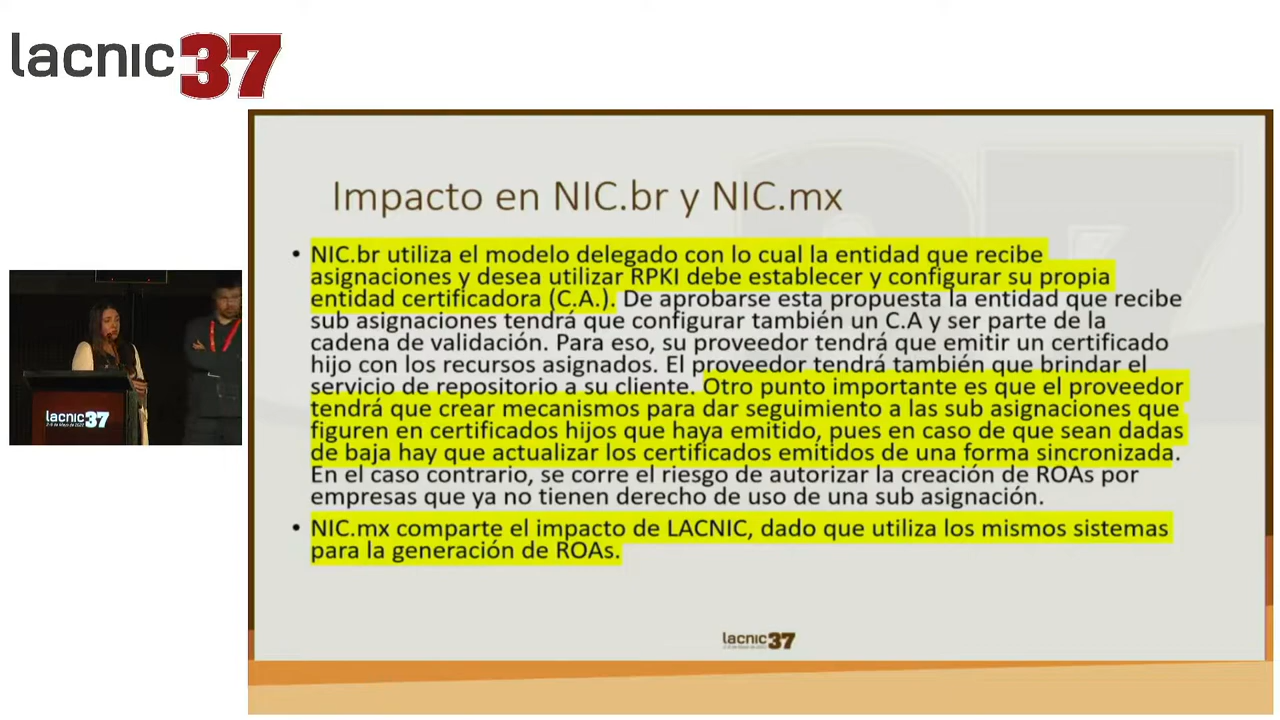 lacnic 37
Impacto en NIC.br y NIC.mx
• NIC.br utiliza el modelo delegado con lo cual la entidad que recibe
asignaciones y desea utilizar RPKI debe establecer y configurar su propia
entidad certificadora (C.A.). De aprobarse esta propuesta la entidad que recibe
sub asignaciones tendrá que configurar también un C.A y ser parte de la
cadena de validación. Para eso, su proveedor tendrá que emitir un certificado
hijo con los recursos asignados. El proveedor tendrá también que brindar el
servicio de repositorio a su cliente. Otro punto importante es que el proveedor
tendrá que crear mecanismos para dar seguimiento a las sub asignaciones que
figuren en certificados hijos que haya emitido, pues en caso de que sean dadas
de baja hay que actualizar los certificados emitidos de una forma sincronizada.
En el caso contrario, se corre el riesgo de autorizar la creación de ROAs por
empresas que ya no tienen derecho de uso de una sub asignación.
• NIC.mx comparte el impacto de LACNIC, dado que utiliza los mismos sistemas
para la generación de ROAs.
lacnic 37
lacnic 37